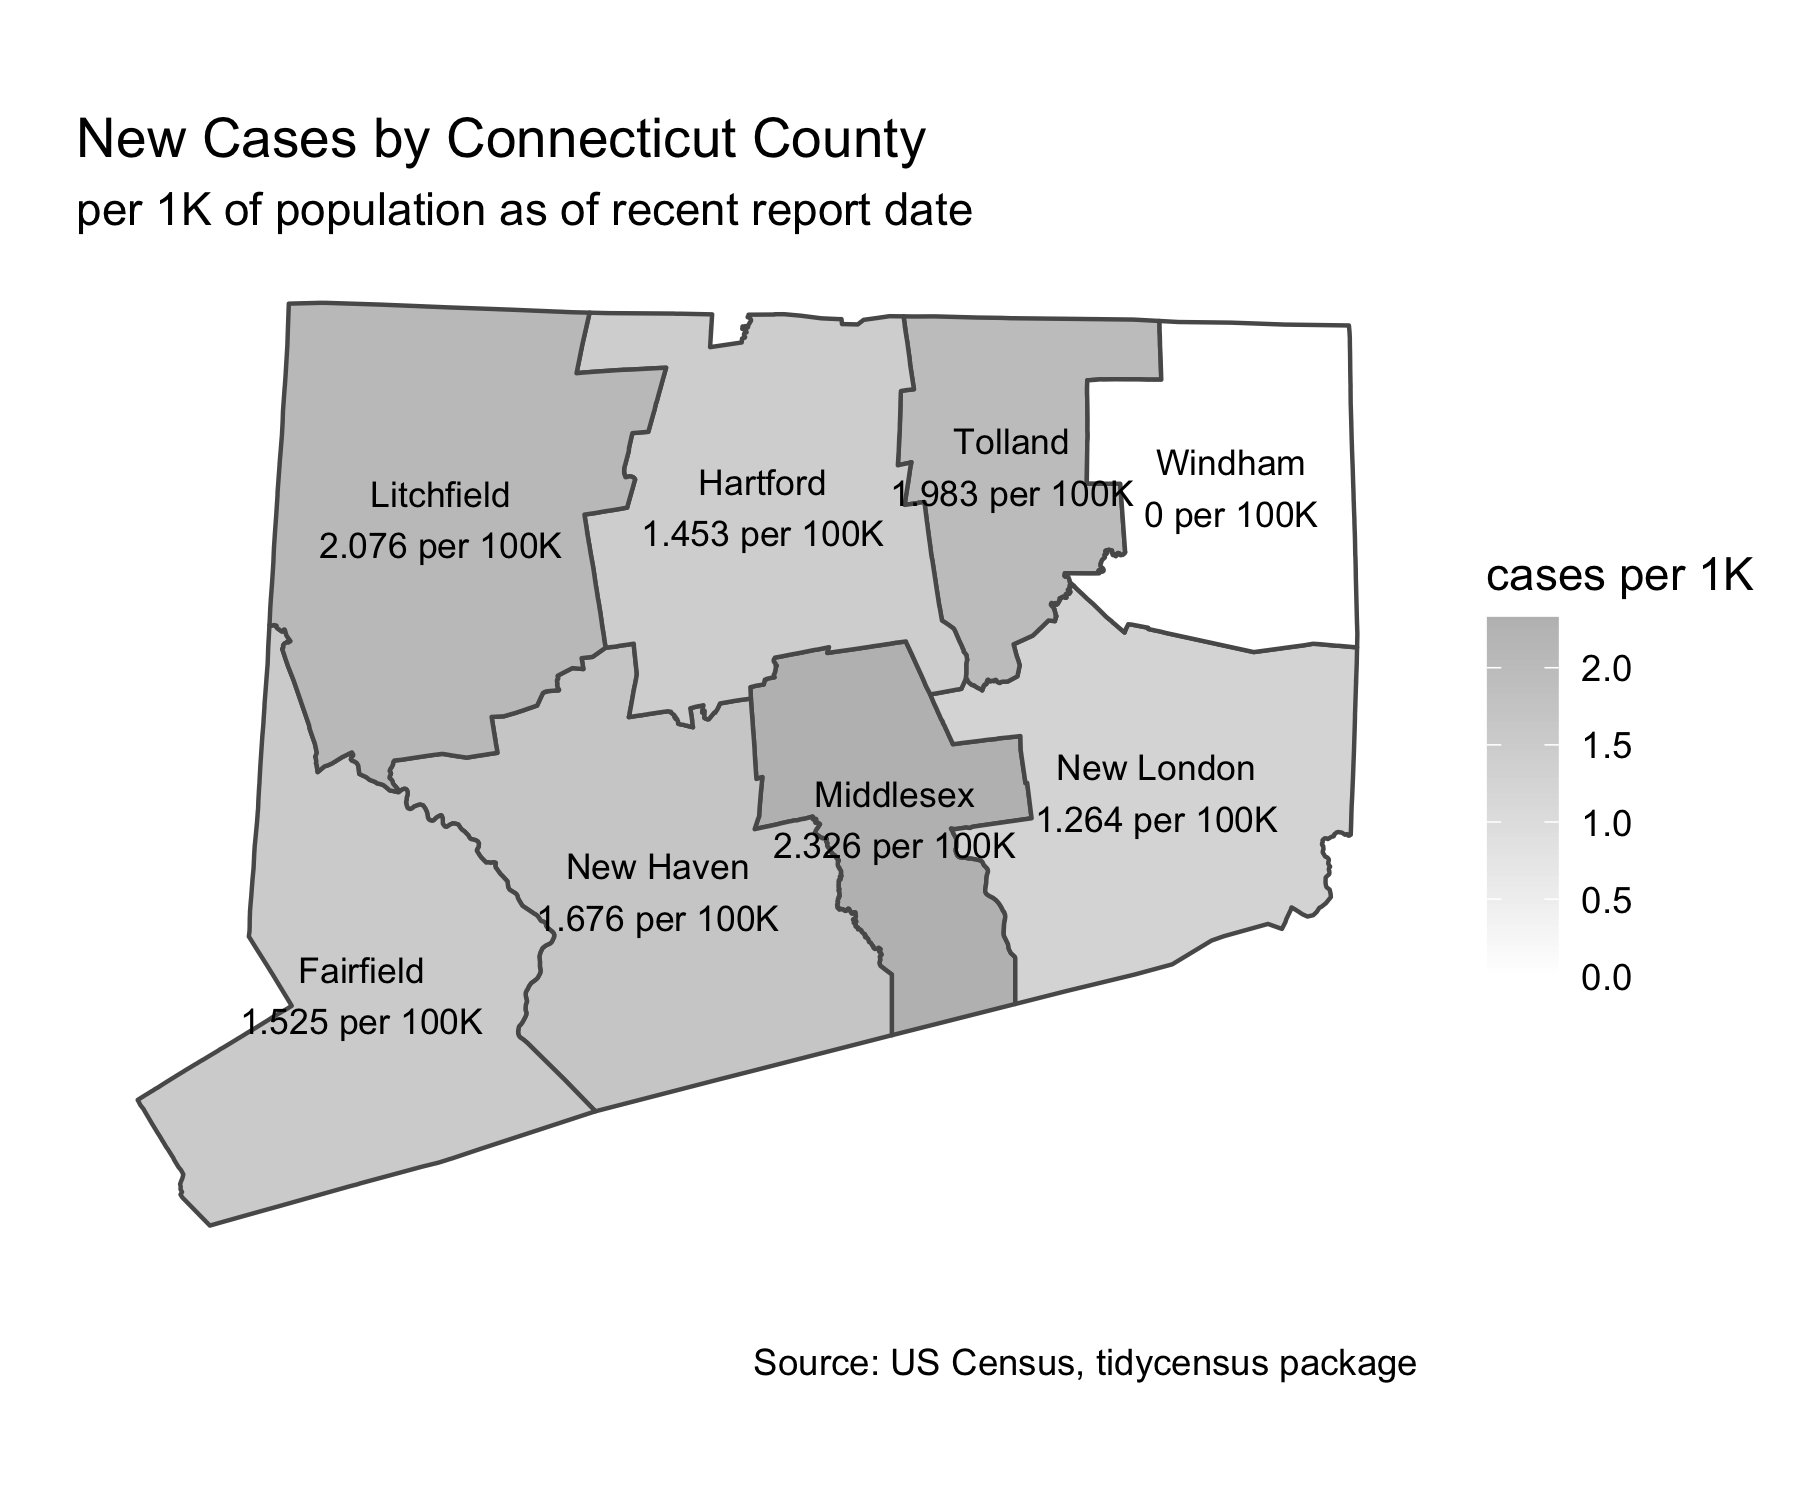 New Cases by Connecticut County
per 1K of population as of recent report date
Litchfield
2.076 per 100K
Hartford
1.453 per 100K
Tolland
1.983 per 100K
Windham
0 per 100K
New London
1.264 per 100K
Middlesex
2.326 per 100K
New Haven
1.676 per 100K
Fairfield
1.525 per 100K
cases per 1K
2.0
1.5
1.0
0.5
0.0
Source: US Census, tidycensus package